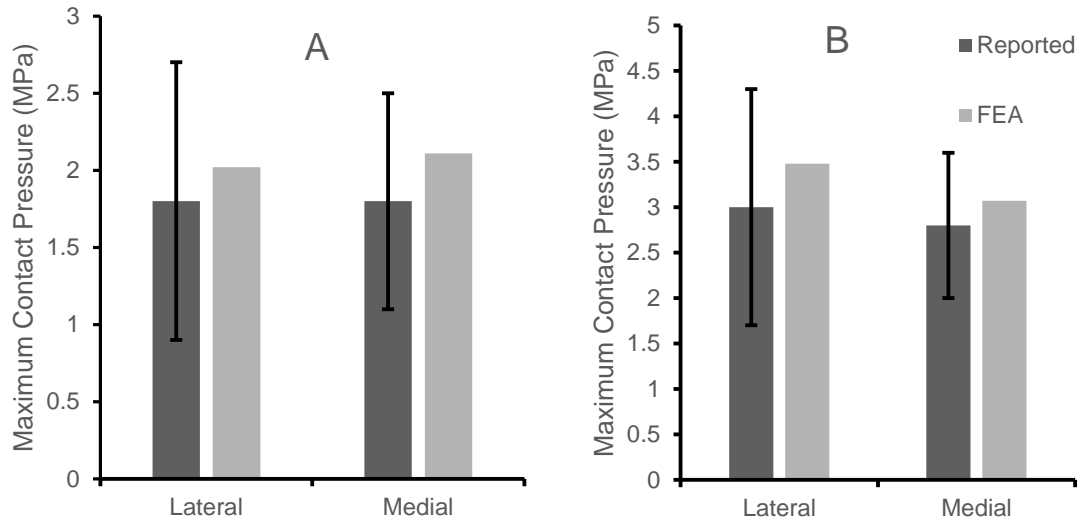 A
Maximum Contact Pressure (MPa)
3
2.5
2
1.5
1
0.5
0
Lateral Medial
B
Reported
FEA
Maximum Contact Pressure (MPa)
5
4.5
4
3.5
3
2.5
2
1.5
1
0.5
0
Lateral Medial